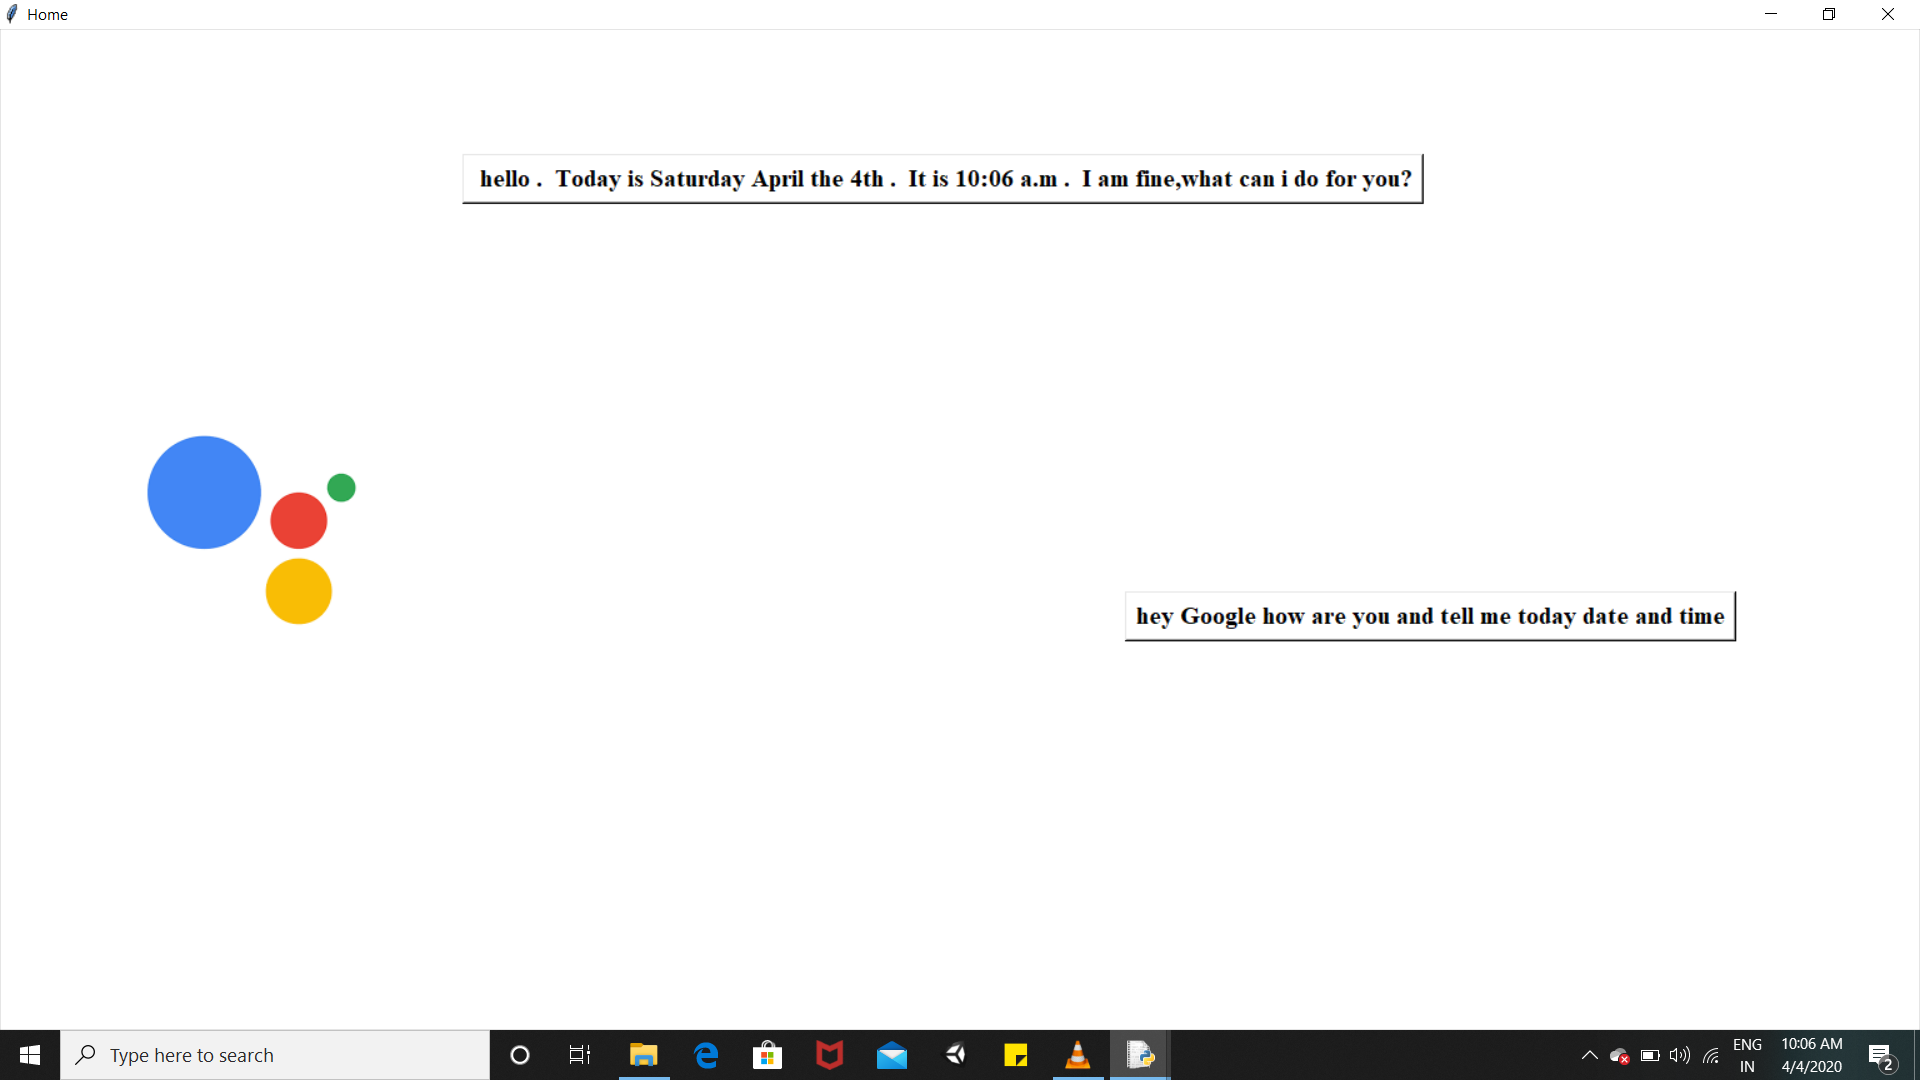 Home
hello .  Today is Saturday April the 4th .  It is 10:06 a.m .  I am fine,what can i do for you?
hey Google how are you and tell me today date and time
Type here to search
ENG
IN
10:06 AM
4/4/2020
2